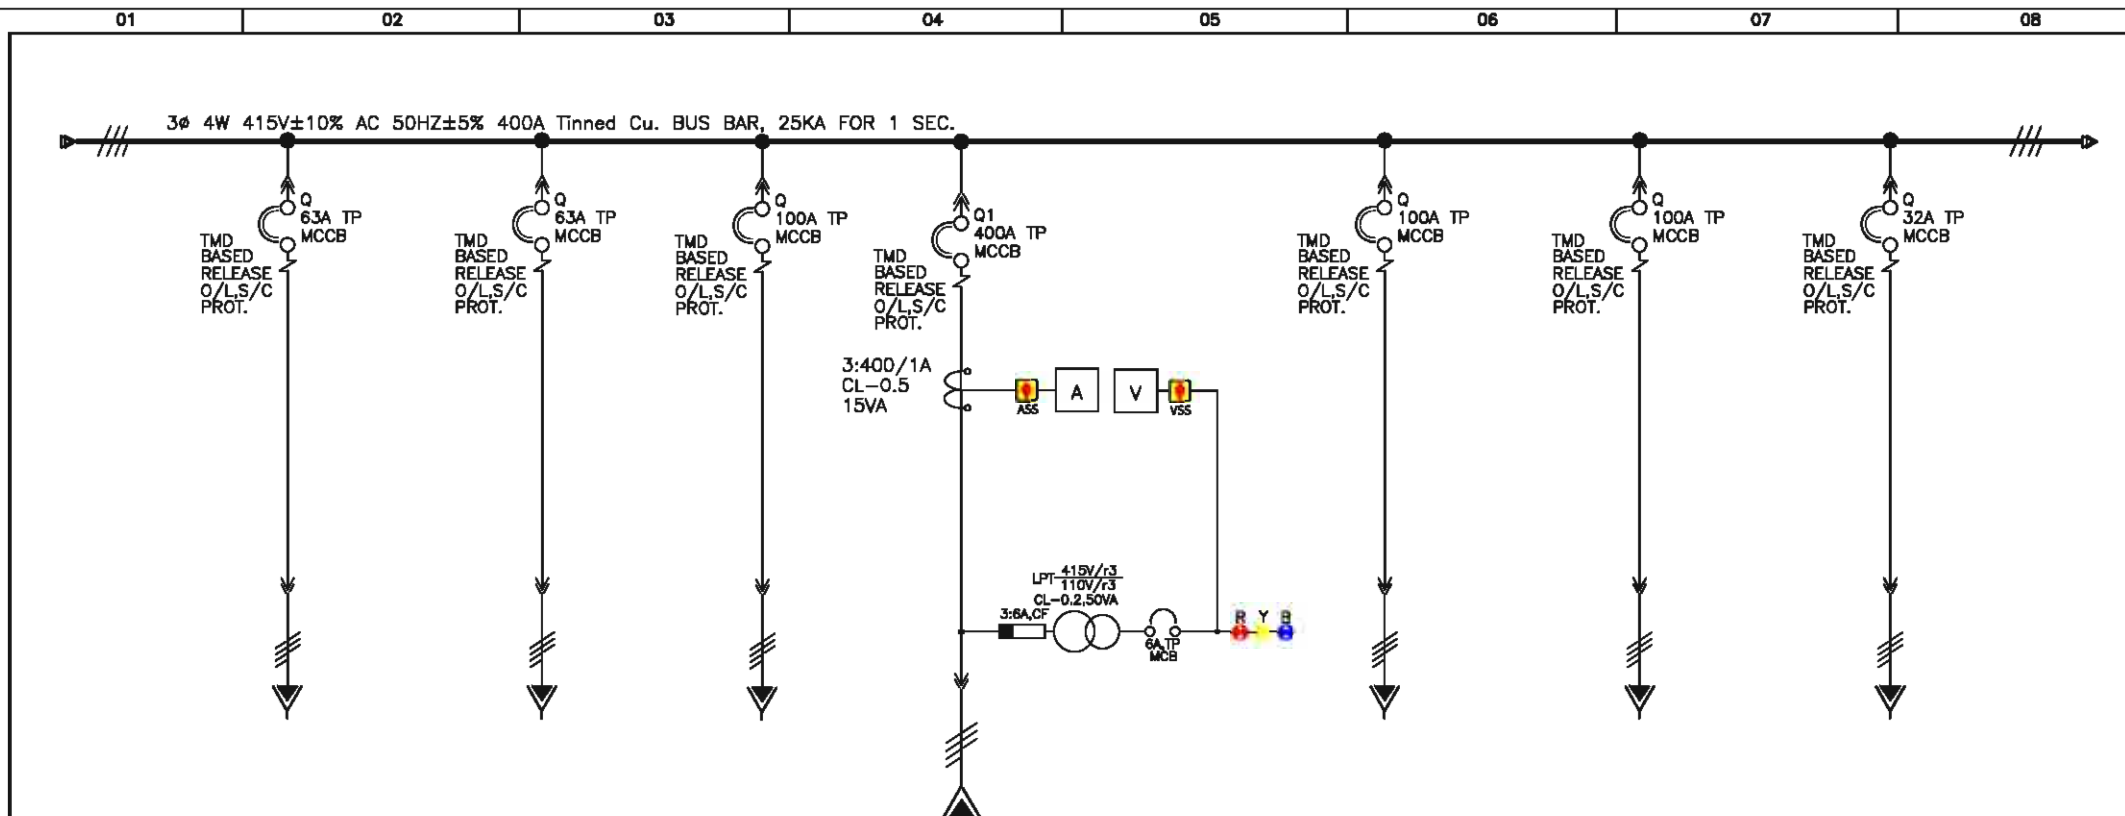 01 02 03 04 05 06 07 08
3ø 4W 415V±10% AC 50HZ±5% 400A Tinned Cu. BUS BAR, 25KA FOR 1 SEC.
Q
63A TP
MCCB
TMD
BASED
RELEASE
O/L,S/C
PROT.
Q
63A TP
MCCB
TMD
BASED
RELEASE
O/L,S/C
PROT.
Q
100A TP
MCCB
TMD
BASED
RELEASE
O/L,S/C
PROT.
Q1
400A TP
MCCB
TMD
BASED
RELEASE
O/L,S/C
PROT.
Q
100A TP
MCCB
TMD
BASED
RELEASE
O/L,S/C
PROT.
Q
100A TP
MCCB
TMD
BASED
RELEASE
O/L,S/C
PROT.
Q
32A TP
MCCB
TMD
BASED
RELEASE
O/L,S/C
PROT.
3:400/1A
CL-0.5
15VA
ASS
A
V
VSS
LPT 415V/r3
110V/r3
CL-0.2,50VA
3:6A,CF
6A,TP
MCB
R Y B